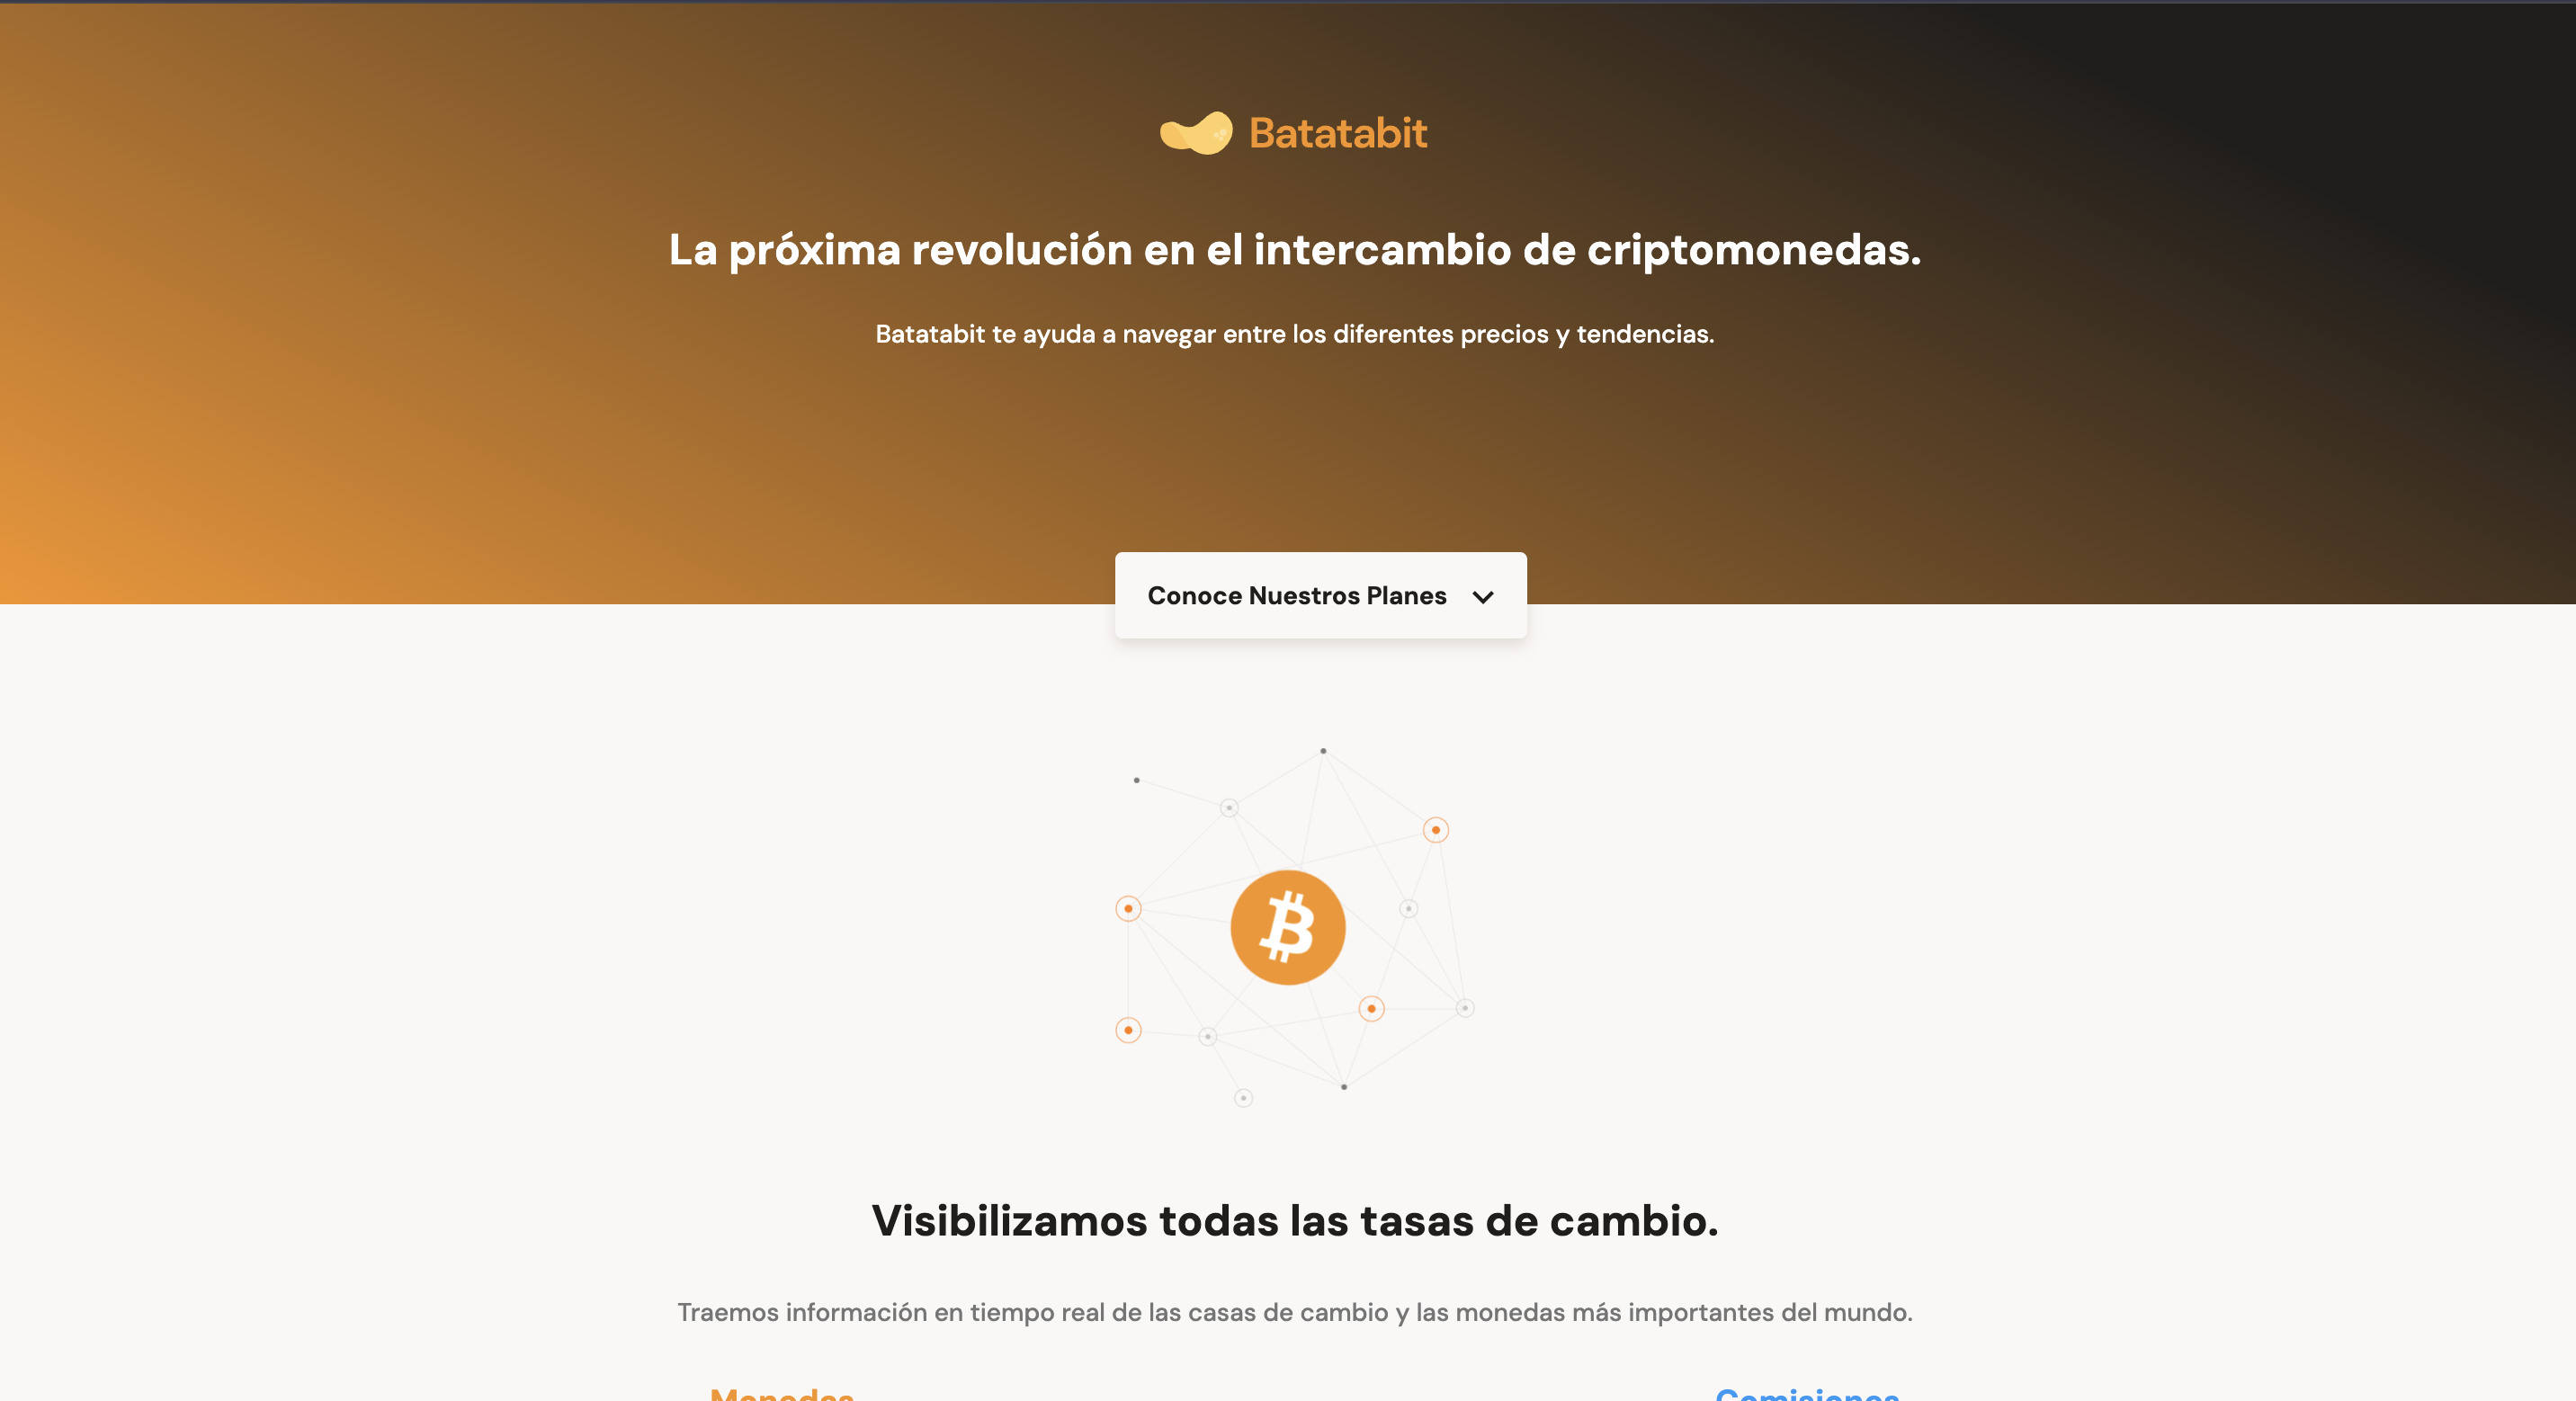 Batatabit
La próxima revolución en el intercambio de criptomonedas.
Batatabit te ayuda a navegar entre los diferentes precios y tendencias.
Conoce Nuestros Planes
Visibilizamos todas las tasas de cambio.
Traemos información en tiempo real de las casas de cambio y las monedas más importantes del mundo.
Monedas Comisiones